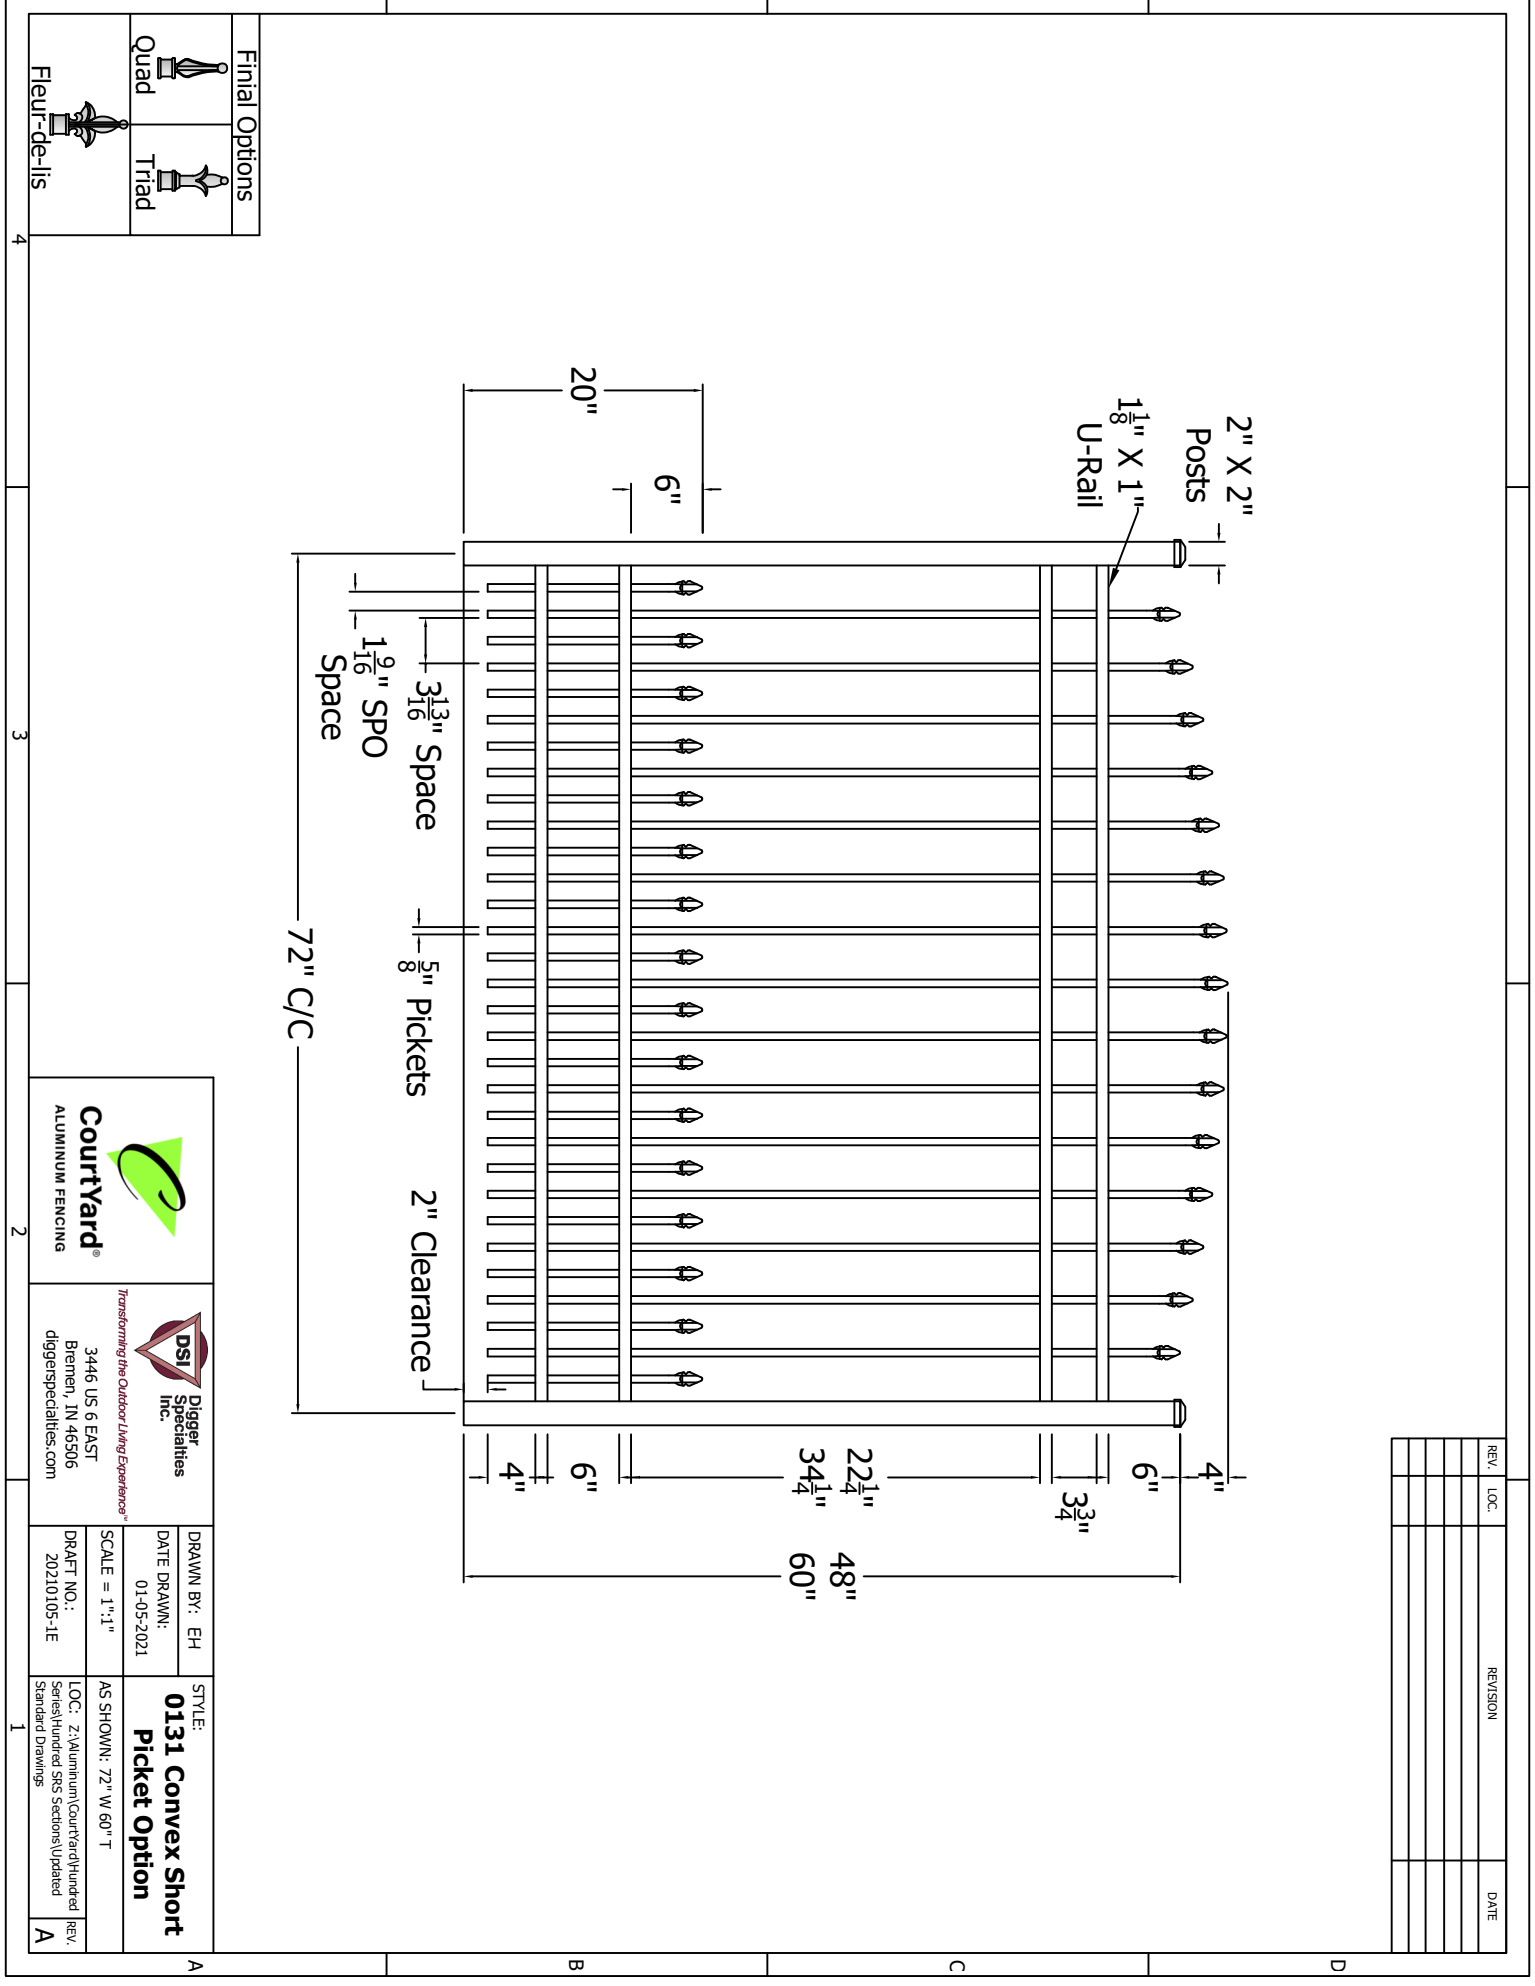 REV.
LOC.
REVISION
DATE
D
C
B
A
2" X 2"
Posts
1 1/8" X 1"
U-Rail
20"
6"
4"
6"
3 3/4"
22 1/4"
34 1/4"
48"
60"
6"
4"
1 9/16" SPO
Space
3 13/16" Space
5/8" Pickets
2" Clearance
72" C/C
Finial Options
Quad
Triad
Fleur-de-lis
CourtYard®
ALUMINUM FENCING
DSI
Digger
Specialties
Inc.
Transforming the Outdoor Living Experience™
3446 US 6 EAST
Bremen, IN 46506
diggerspecialties.com
DRAWN BY: EH
DATE DRAWN:
01-05-2021
SCALE = 1":1"
DRAFT NO.:
20210105-1E
STYLE:
0131 Convex Short
Picket Option
AS SHOWN: 72" W 60" T
LOC: Z:\Aluminum\CourtYard\Hundred
Series\Hundred SRS Sections\Updated
Standard Drawings
REV.
A
4
3
2
1